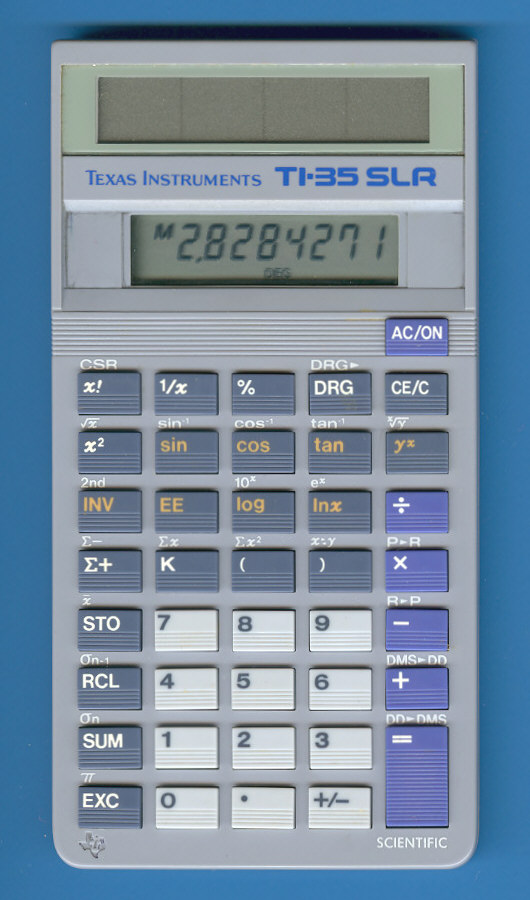 TEXAS INSTRUMENTS TI-35 SLR
M 2.8284271
DEG
AC/ON
CSR DRG►
x! 1/x % DRG CE/C
√x sin⁻¹ cos⁻¹ tan⁻¹ ˣ√y
x² sin cos tan yˣ
2nd 10ˣ eˣ
INV EE log lnx ÷
Σ− Σx Σx² x:y P►R
Σ+ K ( ) ×
x̄ R►P
STO 7 8 9 −
σn-1 DMS►DD
RCL 4 5 6 +
σn DD►DMS
SUM 1 2 3 =
π
EXC 0 · +/−
SCIENTIFIC